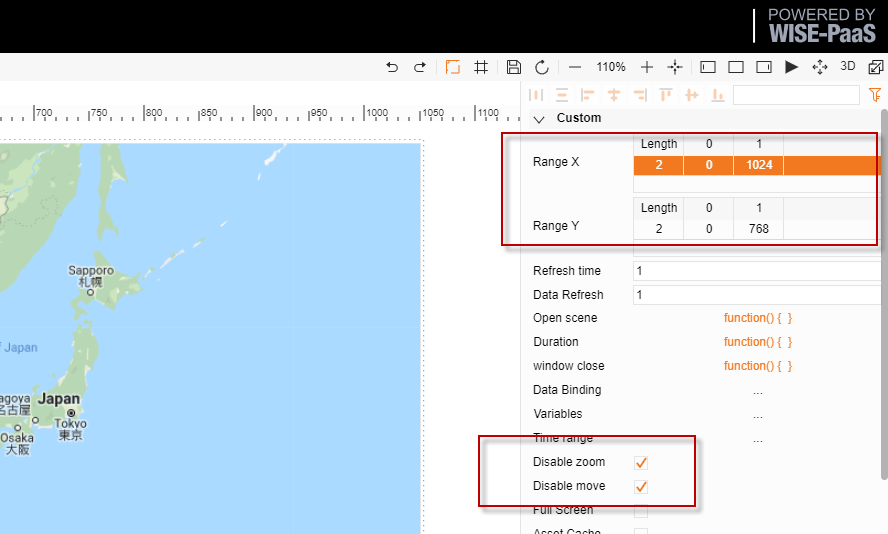 POWERED BY
WISE-PaaS
110%
3D
700 750 800 850 900 950 1000 1050 1100
Custom
Length 0 1
Range X
2 0 1024
Length 0 1
Range Y
2 0 768
Refresh time 1
Data Refresh 1
Open scene function() { }
Duration function() { }
window close function() { }
Data Binding ...
Variables ...
Time range ...
Disable zoom
Disable move
Full Screen
Asset Cache
Sapporo
札幌
Japan
agoya
名古屋
Japan
Tokyo
東京
Osaka
大阪